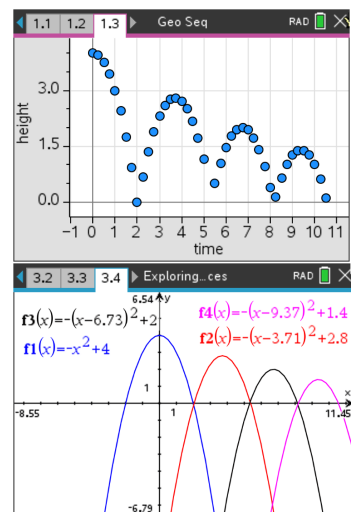 1.1 1.2 1.3 Geo Seq RAD
height
3.0
1.5
0.0
-1 0 1 2 3 4 5 6 7 8 9 10 11
time
3.2 3.3 3.4 Exploring...ces RAD
6.54 y
f3(x)=-(x-6.73)²+2
f4(x)=-(x-9.37)²+1.4
f1(x)=-x²+4
f2(x)=-(x-3.71)²+2.8
1
x
-8.55
1
11.45
-6.79